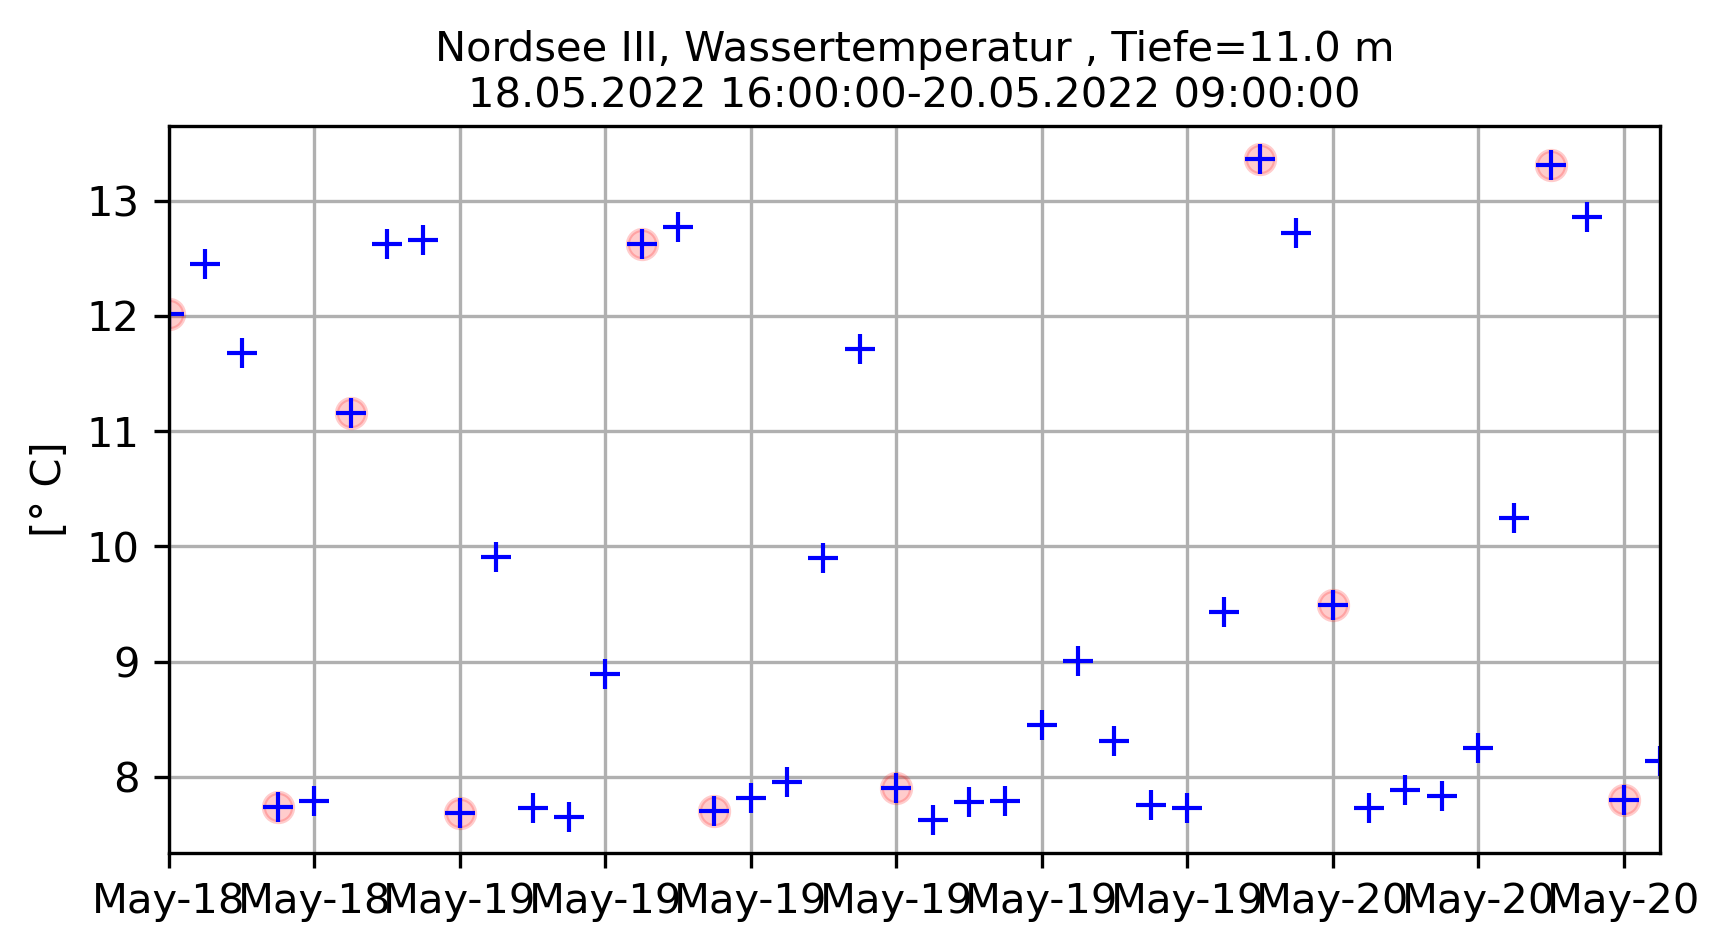 Nordsee III, Wassertemperatur , Tiefe=11.0 m
18.05.2022 16:00:00-20.05.2022 09:00:00
13
12
11
10
9
8
[° C]
May-18 May-18 May-19 May-19 May-19 May-19 May-19 May-19 May-20 May-20 May-20